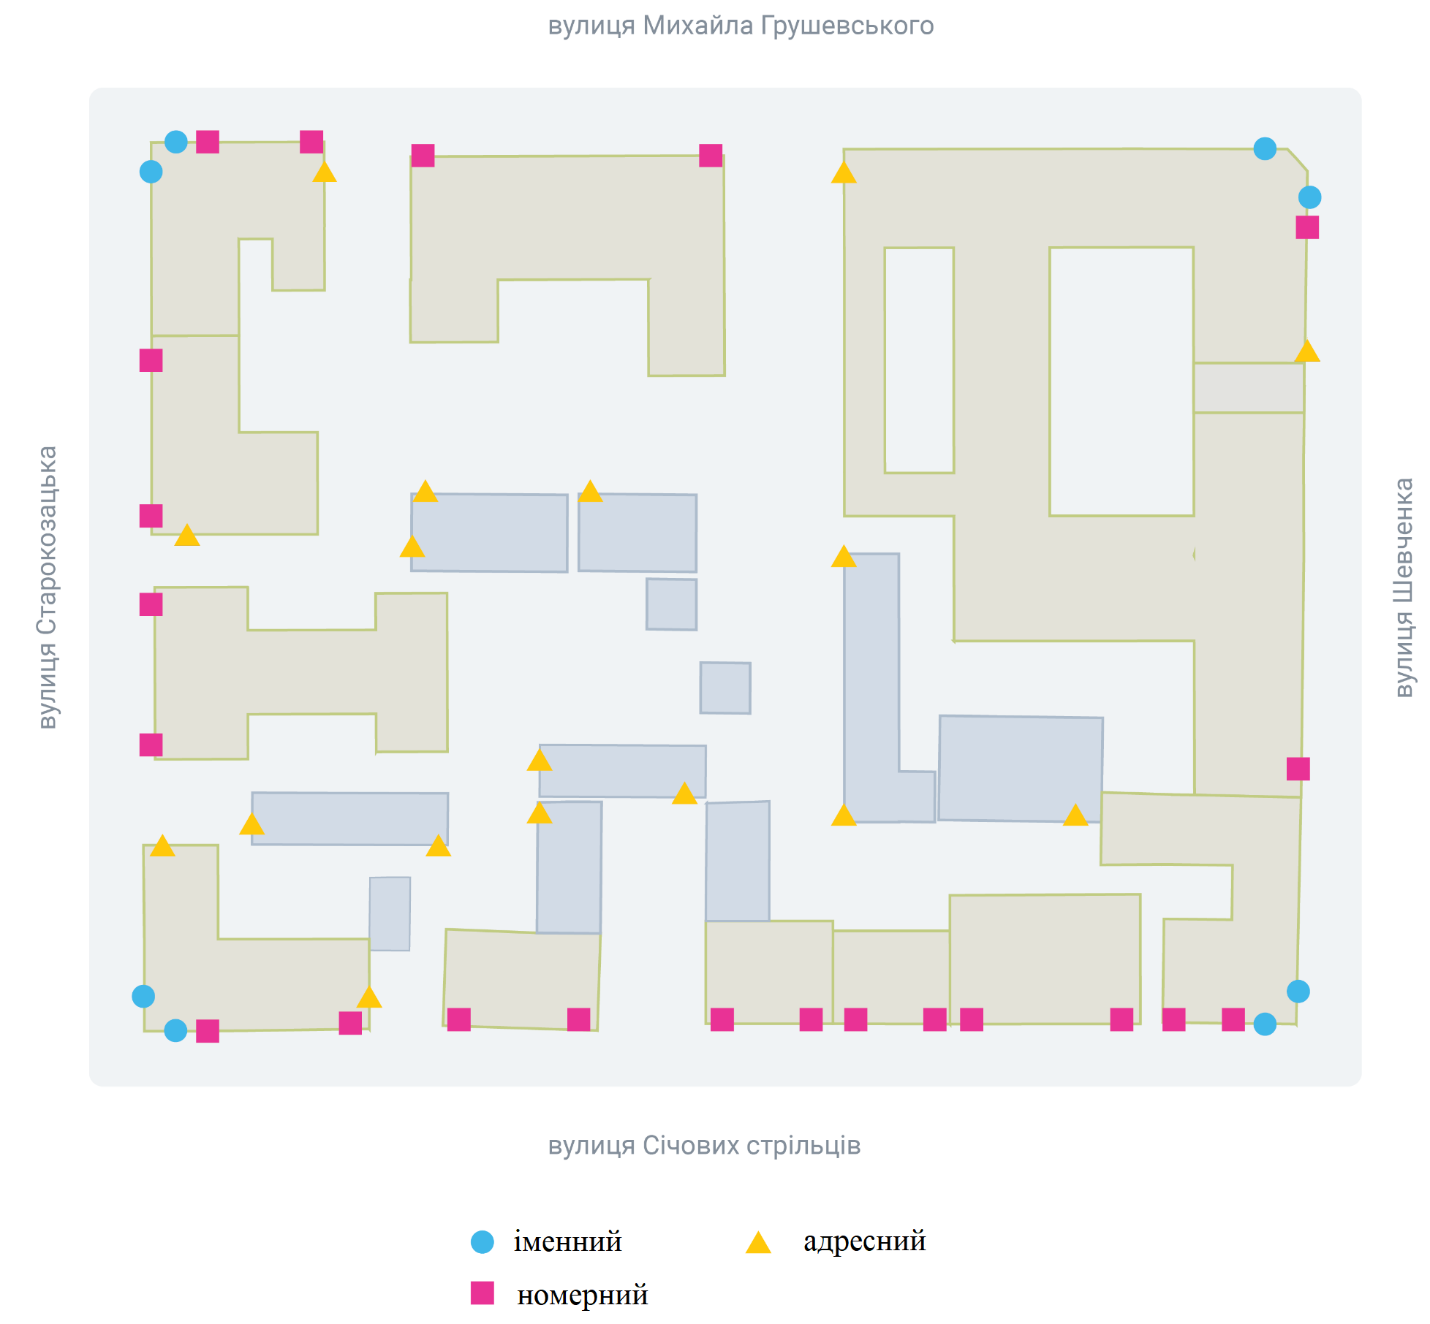 вулиця Михайла Грушевського
вулиця Старокозацька
вулиця Шевченка
вулиця Січових стрільців
іменний
адресний
номерний